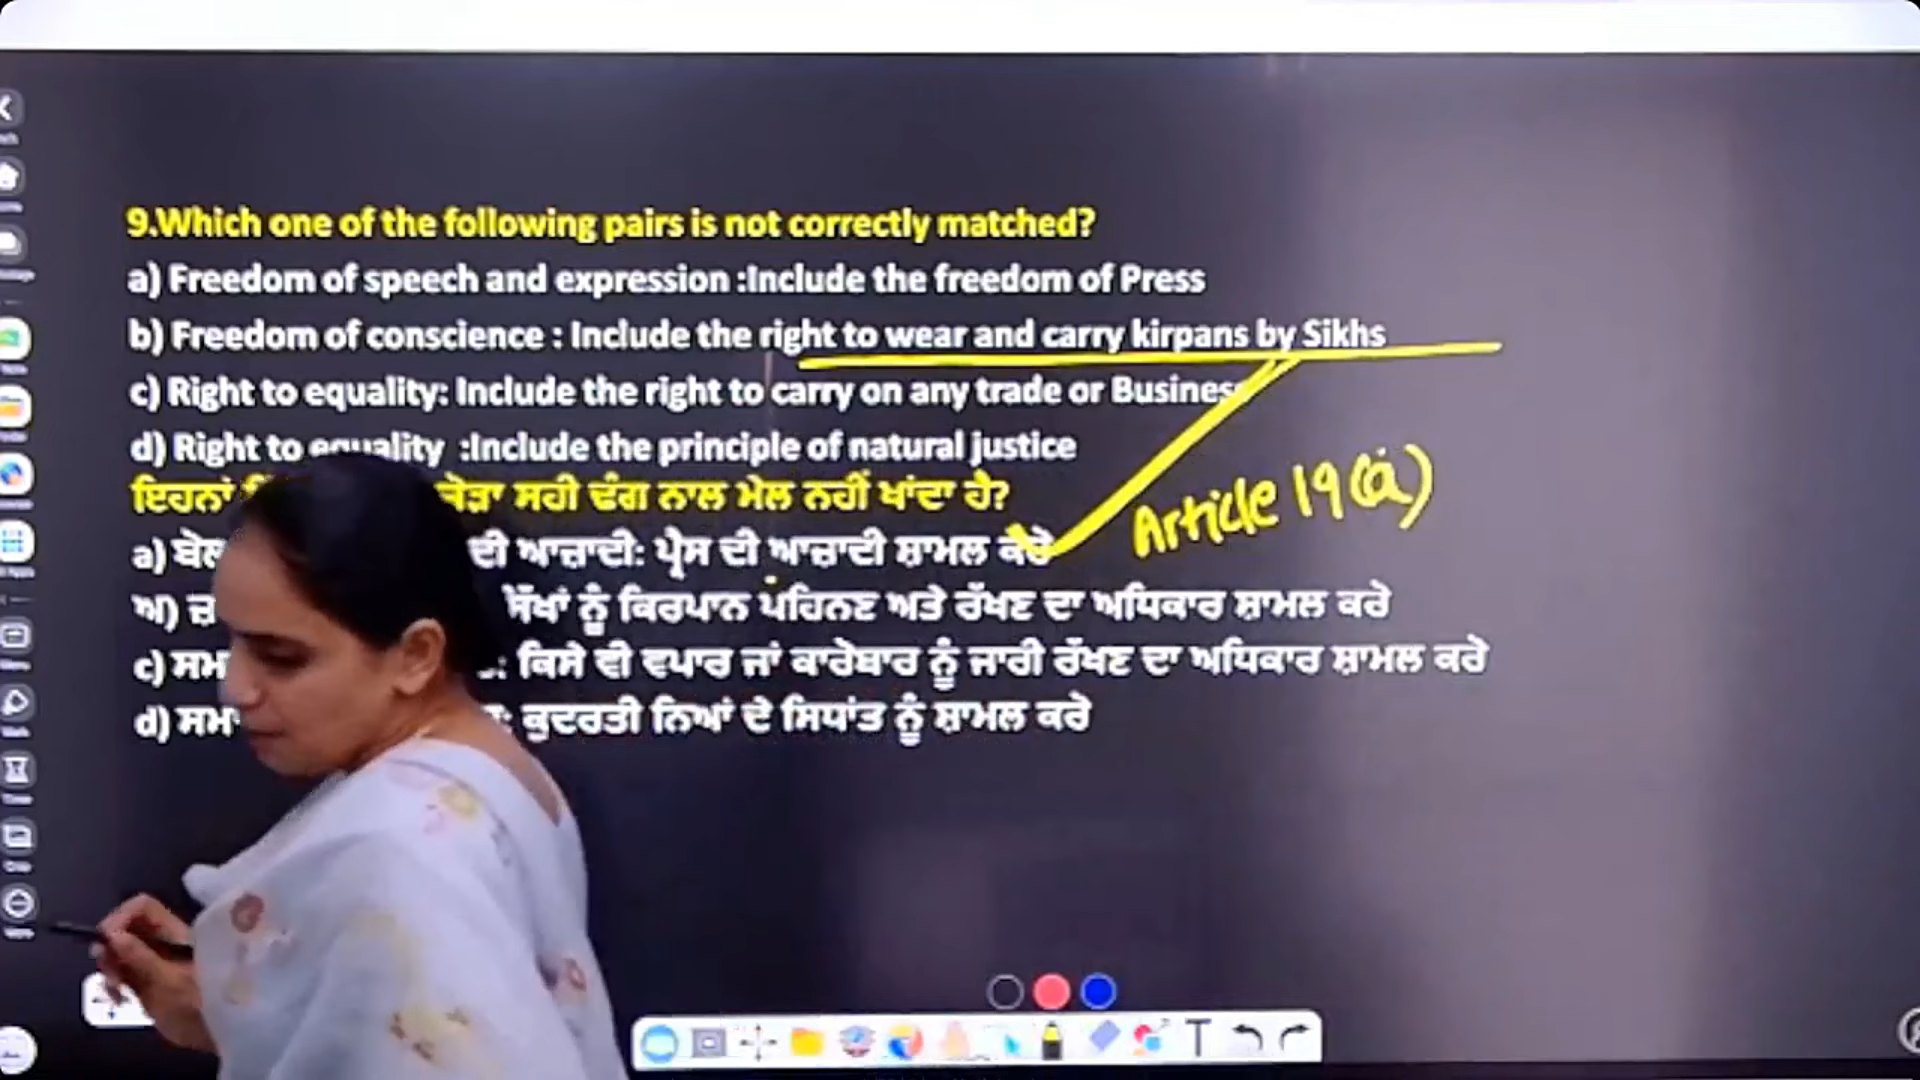 9.Which one of the following pairs is not correctly matched?
a) Freedom of speech and expression :Include the freedom of Press
b) Freedom of conscience : Include the right to wear and carry kirpans by Sikhs
c) Right to equality: Include the right to carry on any trade or Business
d) Right to equality :Include the principle of natural justice
ਇਹਨਾਂ ਸਹੀ ਢੰਗ ਨਾਲ ਮੇਲ ਨਹੀਂ ਖਾਂਦਾ ਹੈ?
Article 19(a)
a) ਦੀ ਆਜ਼ਾਦੀ: ਪ੍ਰੈਸ ਦੀ ਆਜ਼ਾਦੀ ਸ਼ਾਮਲ ਕਰੋ
ਅ) ਨੂੰ ਕਿਰਪਾਨ ਪਹਿਨਣ ਅਤੇ ਰੱਖਣ ਦਾ ਅਧਿਕਾਰ ਸ਼ਾਮਲ ਕਰੋ
c) ਕਿਸੇ ਵੀ ਵਪਾਰ ਜਾਂ ਕਾਰੋਬਾਰ ਨੂੰ ਜਾਰੀ ਰੱਖਣ ਦਾ ਅਧਿਕਾਰ ਸ਼ਾਮਲ ਕਰੋ
d) ਕੁਦਰਤੀ ਨਿਆਂ ਦੇ ਸਿਧਾਂਤ ਨੂੰ ਸ਼ਾਮਲ ਕਰੋ